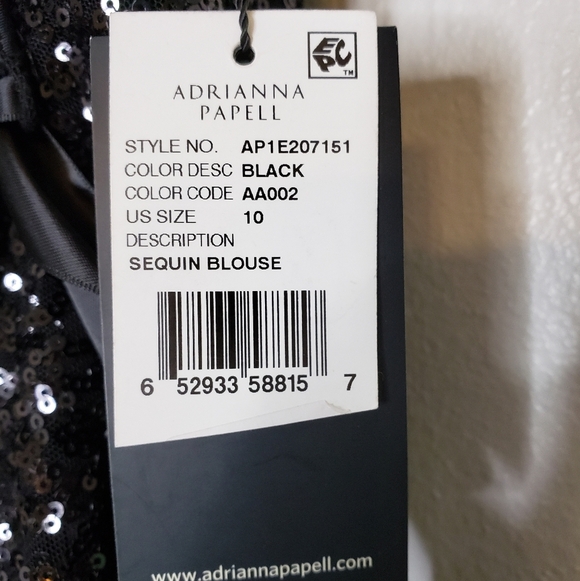 EPC
TM
ADRIANNA
PAPELL
STYLE NO. AP1E207151
COLOR DESC BLACK
COLOR CODE AA002
US SIZE 10
DESCRIPTION
SEQUIN BLOUSE
6 52933 58815 7
www.adriannapapell.com